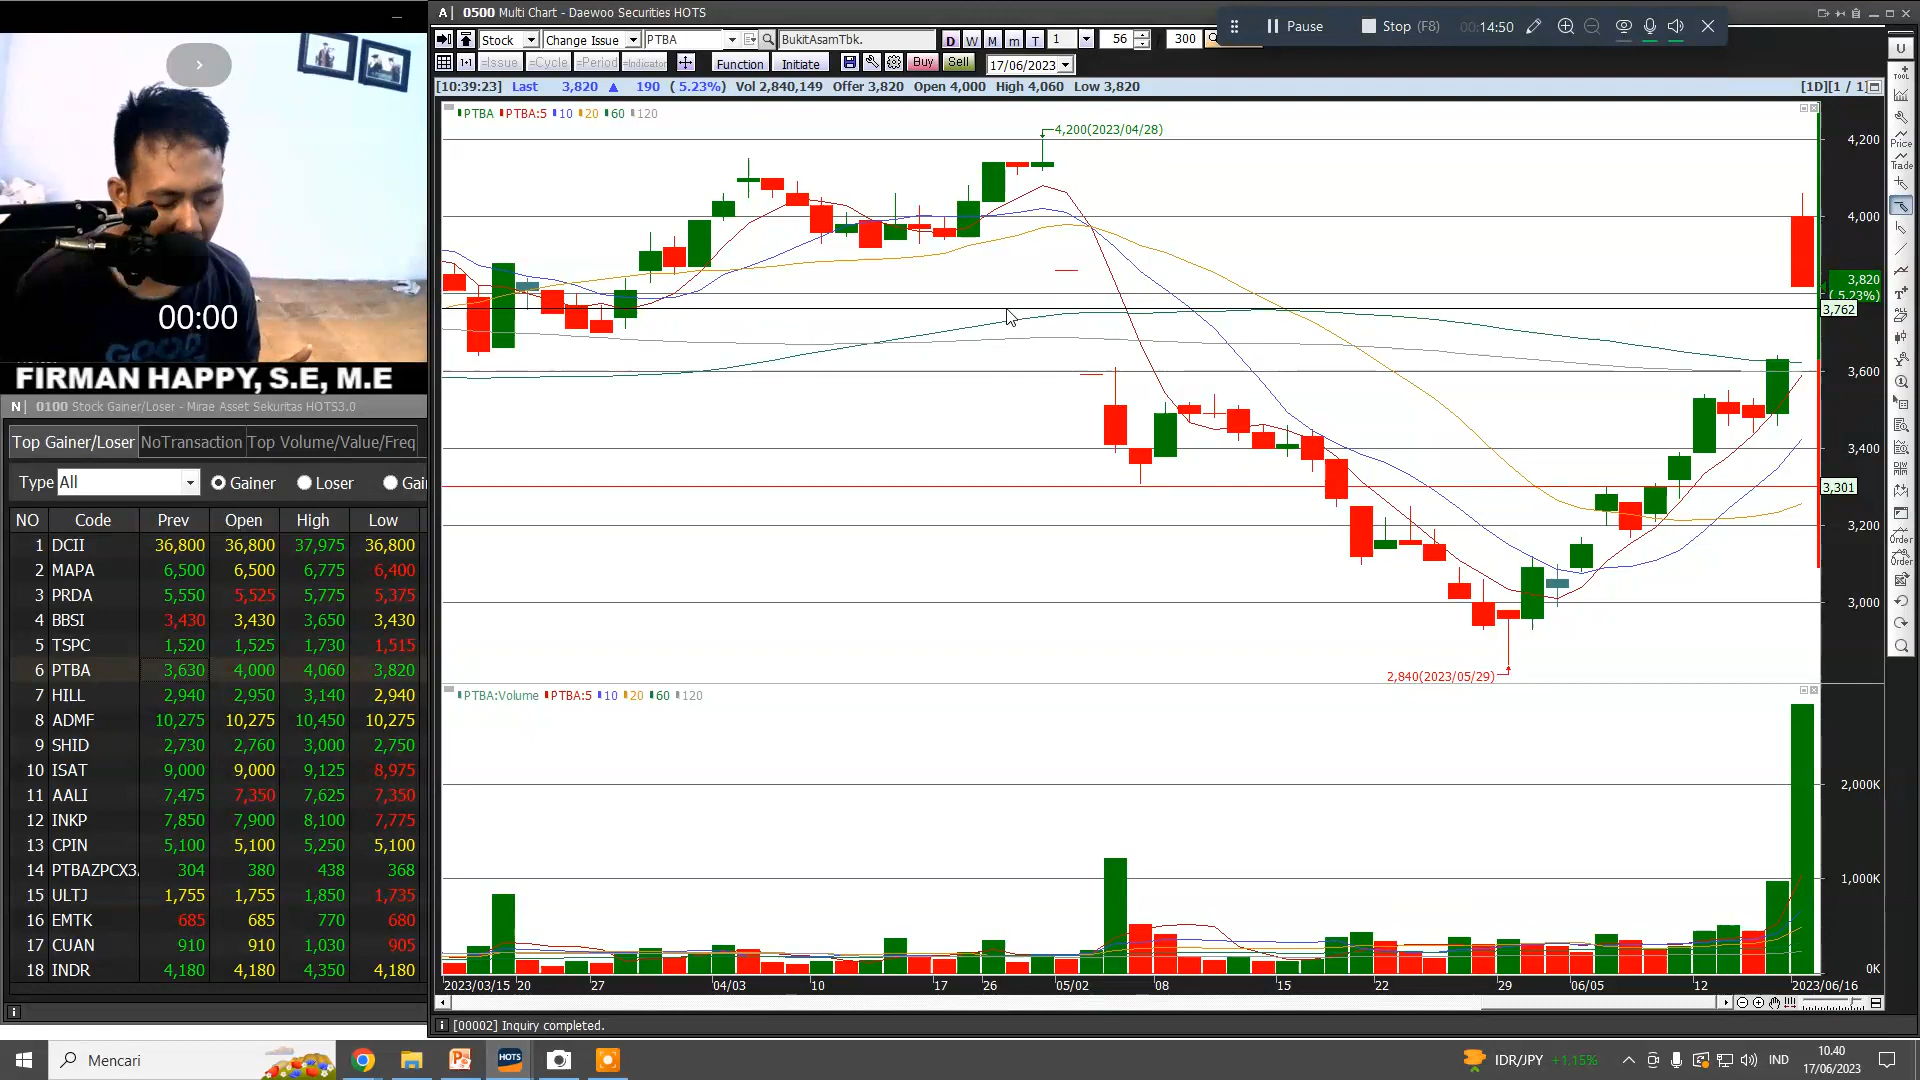 00:00
GOOD
FIRMAN HAPPY, S.E, M.E
N| 0100 Stock Gainer/Loser - Mirae Asset Sekuritas HOTS3.0
Top Gainer/Loser NoTransaction Top Volume/Value/Freq
Type All Gainer Loser Gai
NO Code Prev Open High Low
1 DCII 36,800 36,800 37,975 36,800
2 MAPA 6,500 6,500 6,775 6,400
3 PRDA 5,550 5,525 5,775 5,375
4 BBSI 3,430 3,430 3,650 3,430
5 TSPC 1,520 1,525 1,730 1,515
6 PTBA 3,630 4,000 4,060 3,820
7 HILL 2,940 2,950 3,140 2,940
8 ADMF 10,275 10,275 10,450 10,275
9 SHID 2,730 2,760 3,000 2,750
10 ISAT 9,000 9,000 9,125 8,975
11 AALI 7,475 7,350 7,625 7,350
12 INKP 7,850 7,900 8,100 7,775
13 CPIN 5,100 5,100 5,250 5,100
14 PTBAZPCX3. 304 380 438 368
15 ULTJ 1,755 1,755 1,850 1,735
16 EMTK 685 685 770 680
17 CUAN 910 910 1,030 905
18 INDR 4,180 4,180 4,350 4,180
A| 0500 Multi Chart - Daewoo Securities HOTS
Pause Stop (F8) 00:14:50
Stock Change Issue PTBA BukitAsamTbk. D W M m T 1 56 300
=Issue =Cycle =Period =Indicator Function Initiate Buy Sell 17/06/2023
[10:39:23] Last 3,820 ▲ 190 ( 5.23%) Vol 2,840,149 Offer 3,820 Open 4,000 High 4,060 Low 3,820 [1D][1 / 1]
PTBA PTBA:5 10 20 60 120
4,200(2023/04/28)
4,200
4,000
3,820
( 5.23%)
3,762
3,600
3,400
3,301
3,200
3,000
2,840(2023/05/29)
PTBA:Volume PTBA:5 10 20 60 120
2,000K
1,000K
0K
2023/03/15 20 27 04/03 10 17 26 05/02 08 15 22 29 06/05 12 2023/06/16
[00002] Inquiry completed.
U
TOOL
Price
Trade
T
ALL
DIV
Order
Order
Mencari
HOTS
IDR/JPY +1.15% IND
10.40
17/06/2023